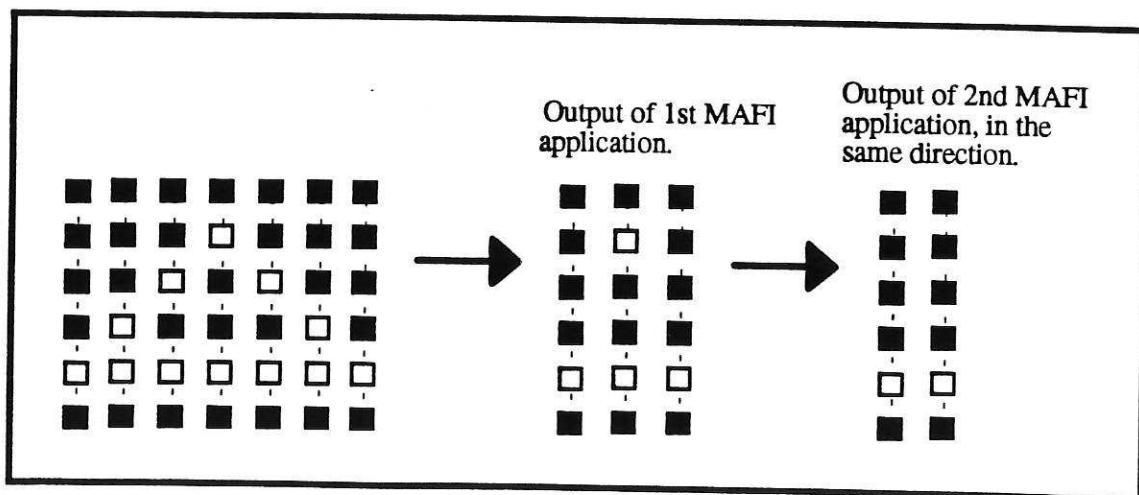 Output of 1st MAFI
application.
Output of 2nd MAFI
application, in the
same direction.